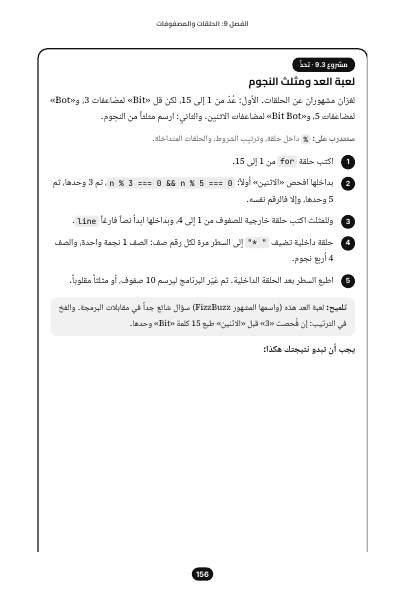 الفصل 9: الحلقات والمصفوفات
مشروع 9.3 · تحدٍّ
لعبة العد ومثلث النجوم
لغزان مشهوران عن الحلقات. الأول: عُدّ من 1 إلى 15، لكن قل «Bit» لمضاعفات 3، و«Bot»
لمضاعفات 5، و«Bit Bot» لمضاعفات الاثنين. والثاني: ارسم مثلثاً من النجوم.
ستتدرب على: % داخل حلقة، وترتيب الشروط، والحلقات المتداخلة.
1 اكتب حلقة for من 1 إلى 15.
2 بداخلها افحص «الاثنين» أولاً: n % 3 === 0 && n % 5 === 0، ثم 3 وحدها، ثم
5 وحدها، وإلا فالرقم نفسه.
3 وللمثلث اكتب حلقة خارجية للصفوف من 1 إلى 4، وبداخلها ابدأ نصاً فارغاً line.
4 حلقة داخلية تضيف "* " إلى السطر مرة لكل رقم صف: الصف 1 نجمة واحدة، والصف
4 أربع نجوم.
5 اطبع السطر بعد الحلقة الداخلية. ثم غيّر البرنامج ليرسم 10 صفوف، أو مثلثاً مقلوباً.
تلميح: لعبة العد هذه (واسمها المشهور FizzBuzz) سؤال شائع جداً في مقابلات البرمجة. والفخ
في الترتيب: إن فُحصت «3» قبل «الاثنين» طبع 15 كلمة «Bit» وحدها.
يجب أن تبدو نتيجتك هكذا:
156